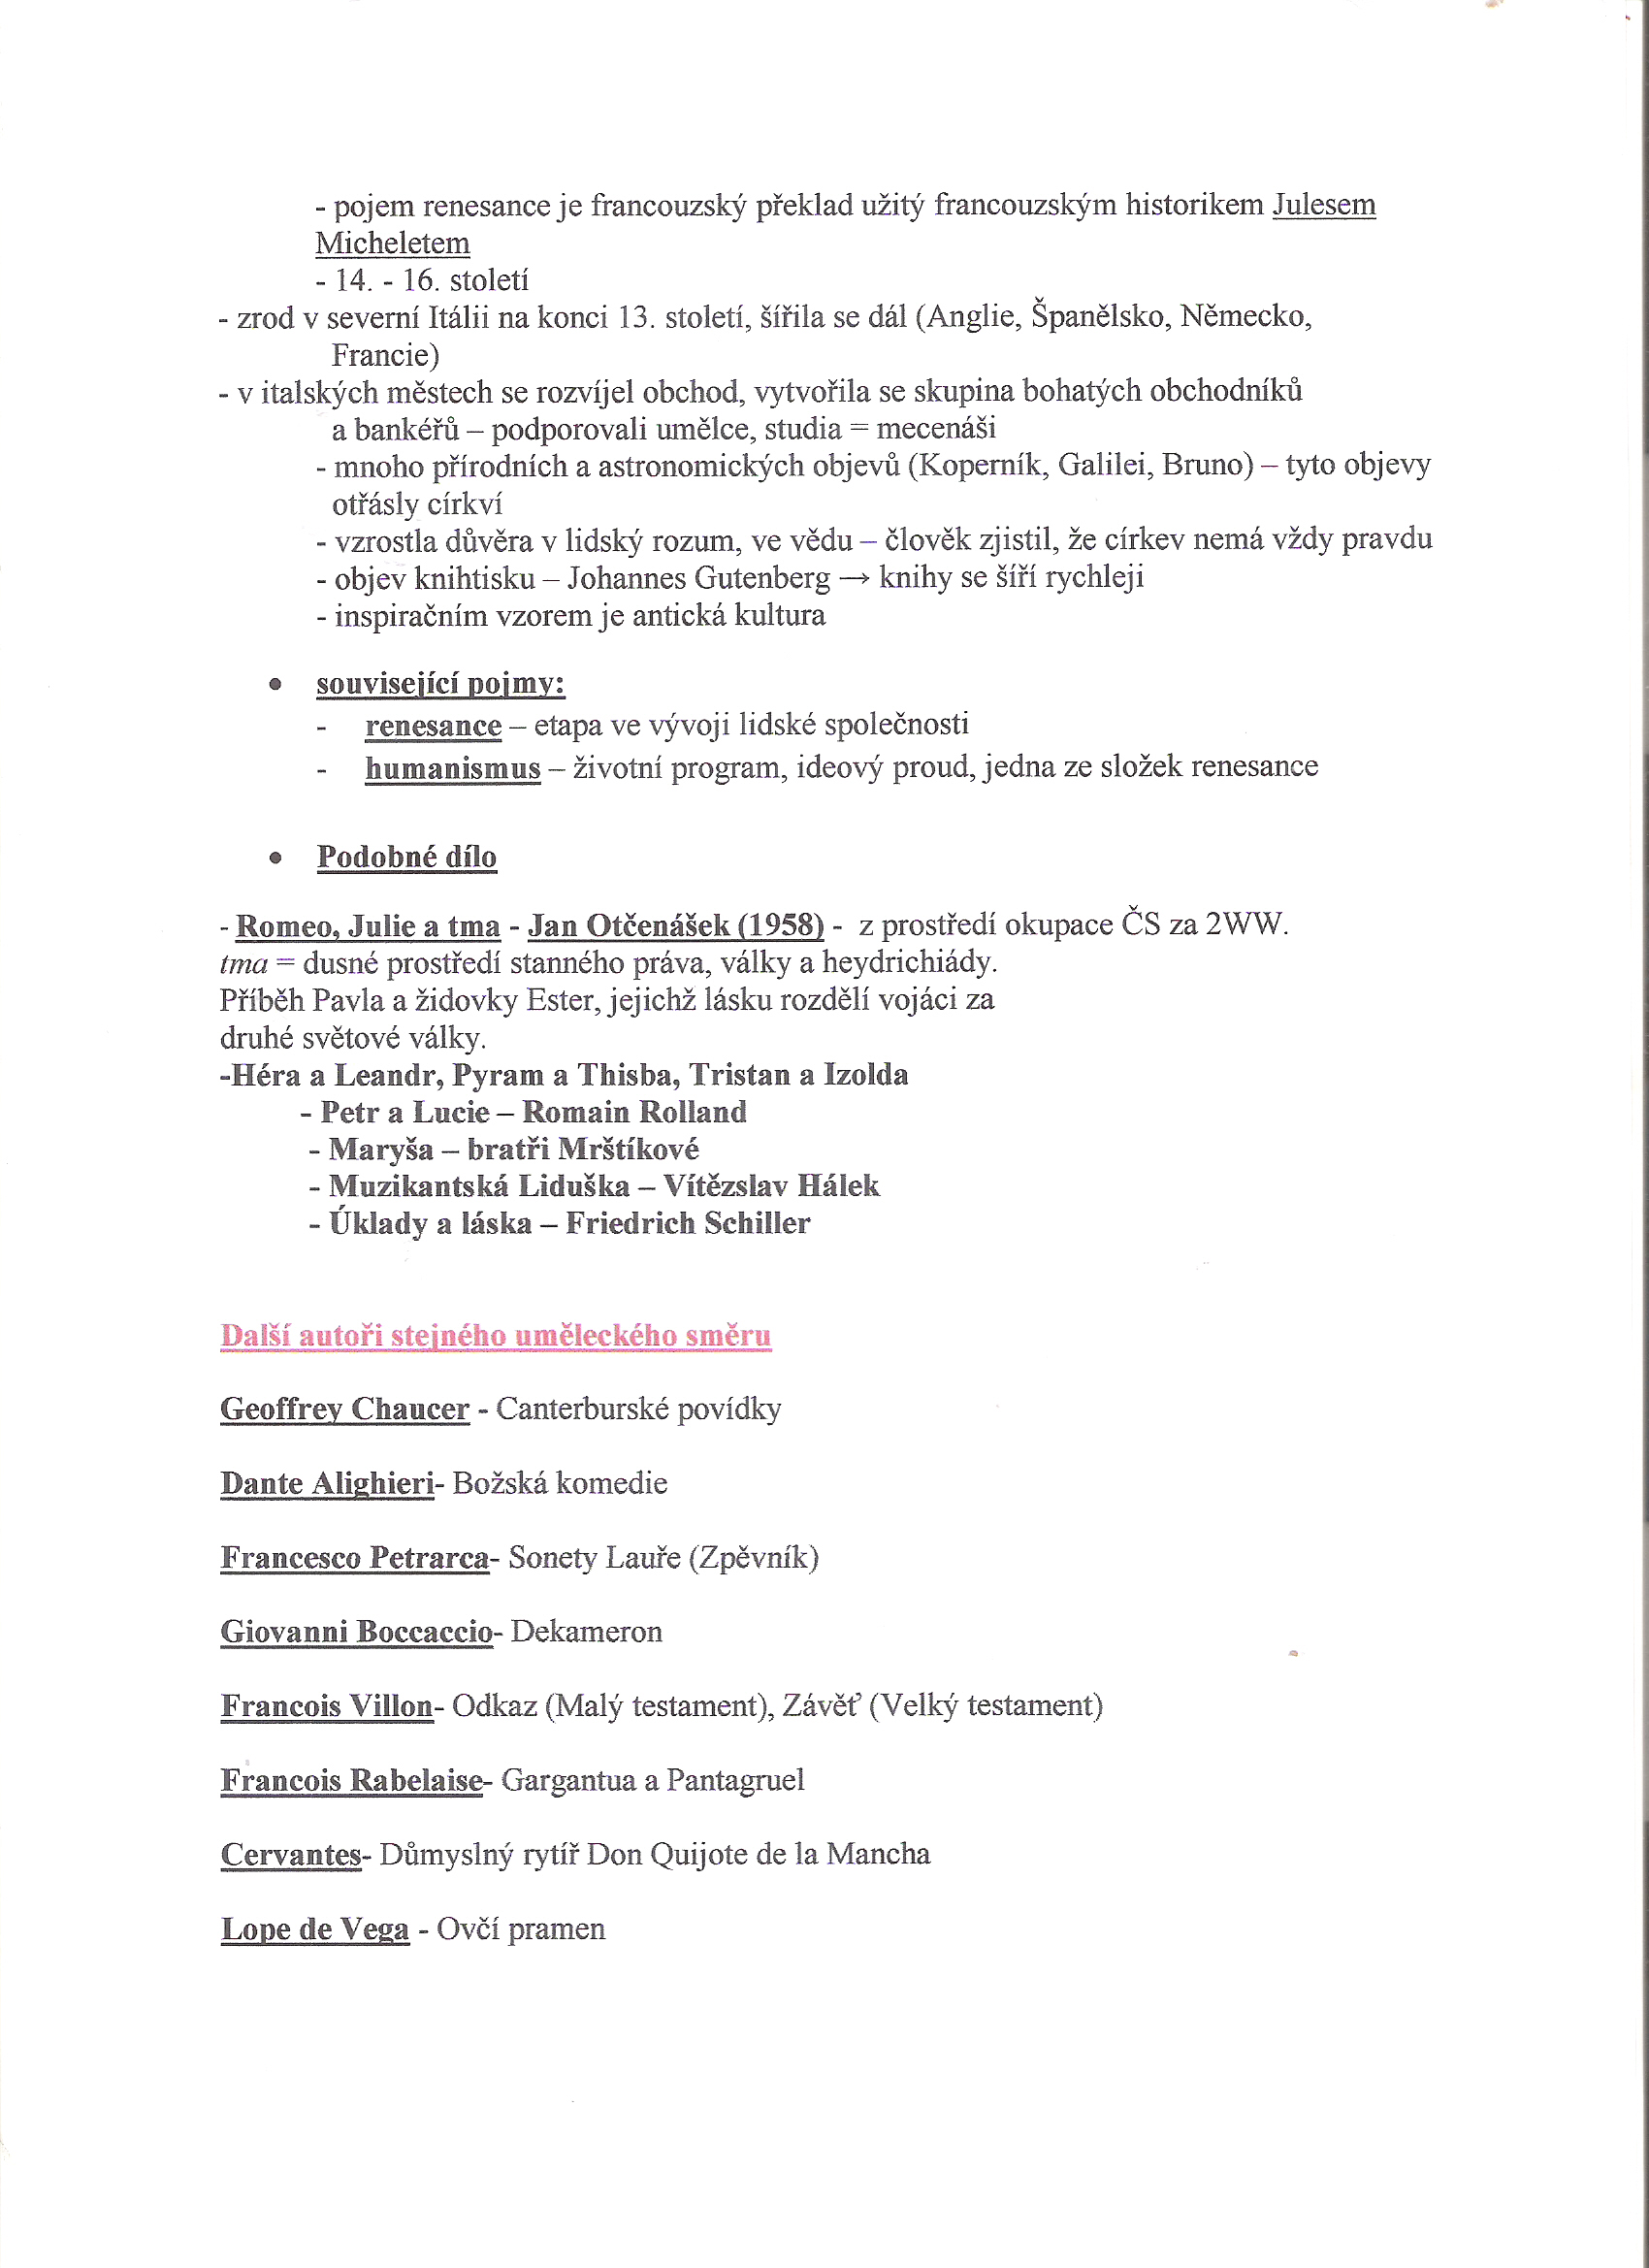 - pojem renesance je francouzský překlad užitý francouzským historikem Julesem
Micheletem
- 14. - 16. století
- zrod v severní Itálii na konci 13. století, šířila se dál (Anglie, Španělsko, Německo,
Francie)
- v italských městech se rozvíjel obchod, vytvořila se skupina bohatých obchodníků
a bankéřů – podporovali umělce, studia = mecenáši
- mnoho přírodních a astronomických objevů (Koperník, Galilei, Bruno) – tyto objevy
otřásly církví
- vzrostla důvěra v lidský rozum, ve vědu – člověk zjistil, že církev nemá vždy pravdu
- objev knihtisku – Johannes Gutenberg → knihy se šíří rychleji
- inspiračním vzorem je antická kultura
• související pojmy:
- renesance – etapa ve vývoji lidské společnosti
- humanismus – životní program, ideový proud, jedna ze složek renesance
• Podobné dílo
- Romeo, Julie a tma - Jan Otčenášek (1958) - z prostředí okupace ČS za 2WW.
tma = dusné prostředí stanného práva, války a heydrichiády.
Příběh Pavla a židovky Ester, jejichž lásku rozdělí vojáci za
druhé světové války.
-Héra a Leandr, Pyram a Thisba, Tristan a Izolda
- Petr a Lucie – Romain Rolland
- Maryša – bratři Mrštíkové
- Muzikantská Liduška – Vítězslav Hálek
- Úklady a láska – Friedrich Schiller
Další autoři stejného uměleckého směru
Geoffrey Chaucer - Canterburské povídky
Dante Alighieri- Božská komedie
Francesco Petrarca- Sonety Lauře (Zpěvník)
Giovanni Boccaccio- Dekameron
Francois Villon- Odkaz (Malý testament), Závěť (Velký testament)
Francois Rabelaise- Gargantua a Pantagruel
Cervantes- Důmyslný rytíř Don Quijote de la Mancha
Lope de Vega - Ovčí pramen